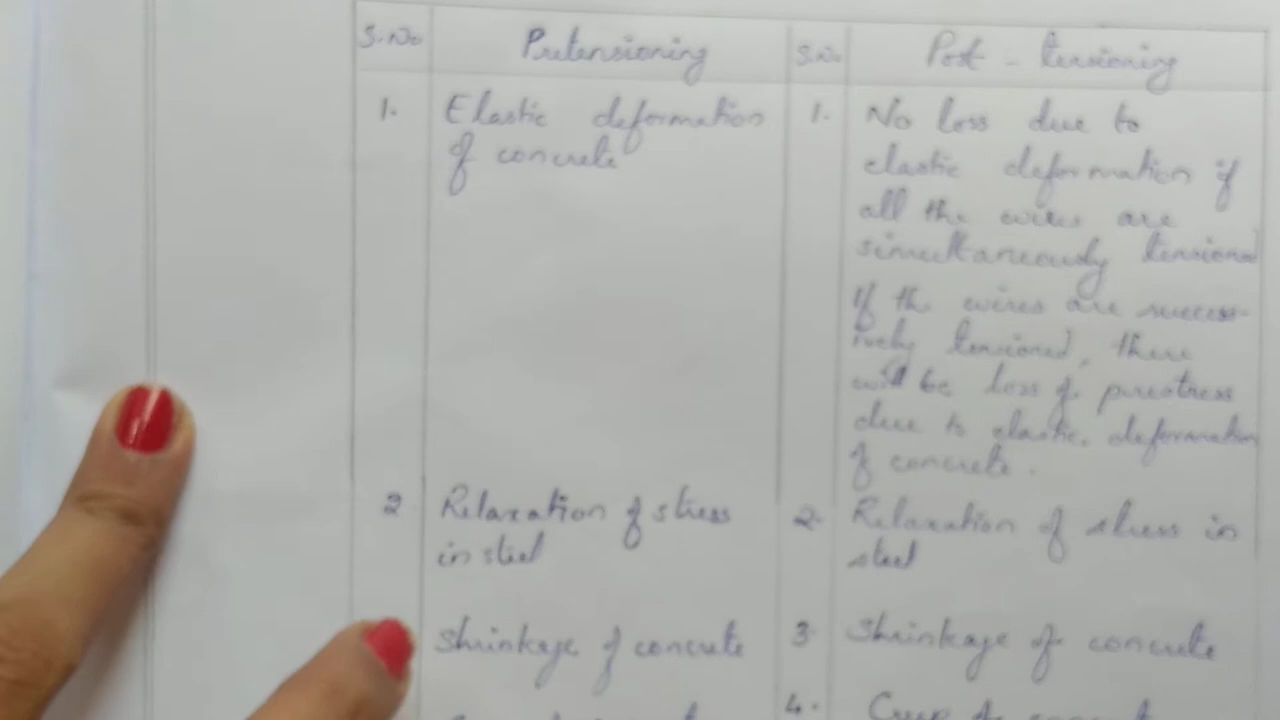 S.No Pretensioning S.No. Post - tensioning
1. Elastic deformation
of concrete
1. No loss due to
elastic deformation if
all the wires are
simultaneously tensioned
If the wires are success-
ively tensioned, there
will be loss of prestress
due to elastic deformation
of concrete.
2 Relaxation of stress
in steel
2. Relaxation of stress in
steel
Shrinkage of concrete
3 Shrinkage of concrete
4. Creep of concrete